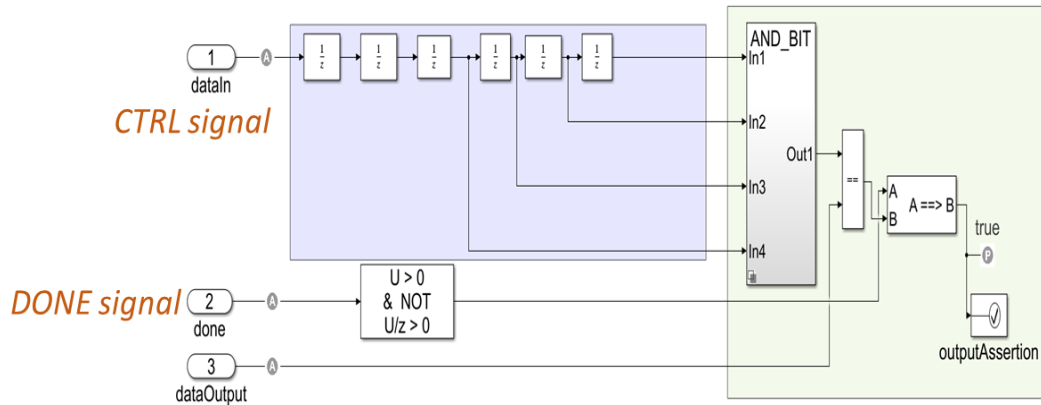 1
dataIn
CTRL signal
A
1
z
1
z
1
z
1
z
1
z
1
z
AND_BIT
In1
In2
In3
In4
Out1
==
A
B
A ==> B
true
P
outputAssertion
DONE signal
2
done
A
U > 0
& NOT
U/z > 0
3
dataOutput
A